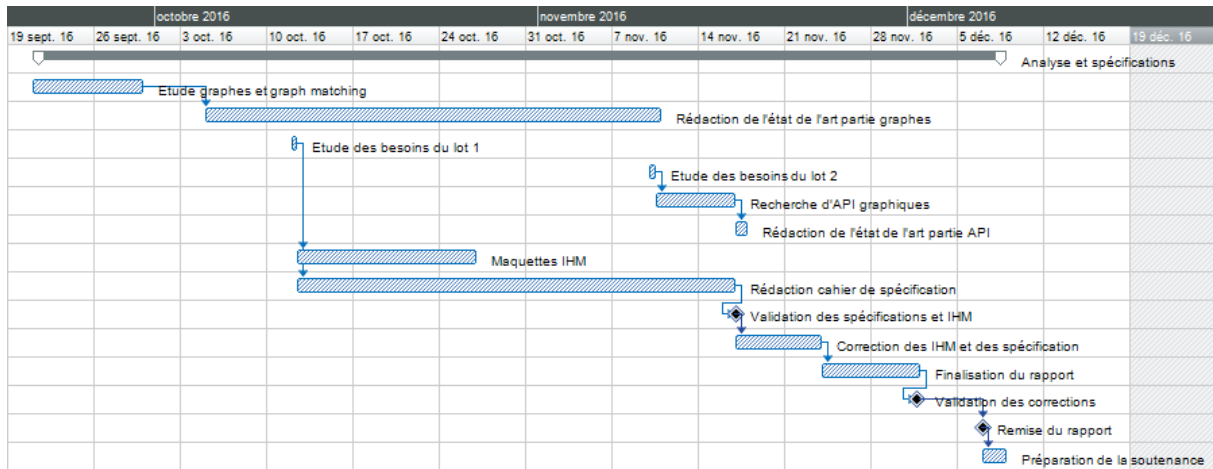 octobre 2016 novembre 2016 décembre 2016
19 sept. 16 26 sept. 16 3 oct. 16 10 oct. 16 17 oct. 16 24 oct. 16 31 oct. 16 7 nov. 16 14 nov. 16 21 nov. 16 28 nov. 16 5 déc. 16 12 déc. 16 19 déc. 16
Analyse et spécifications
Etude graphes et graph matching
Rédaction de l'état de l'art partie graphes
Etude des besoins du lot 1
Etude des besoins du lot 2
Recherche d'API graphiques
Rédaction de l'état de l'art partie API
Maquettes IHM
Rédaction cahier de spécification
Validation des spécifications et IHM
Correction des IHM et des spécification
Finalisation du rapport
Validation des corrections
Remise du rapport
Préparation de la soutenance